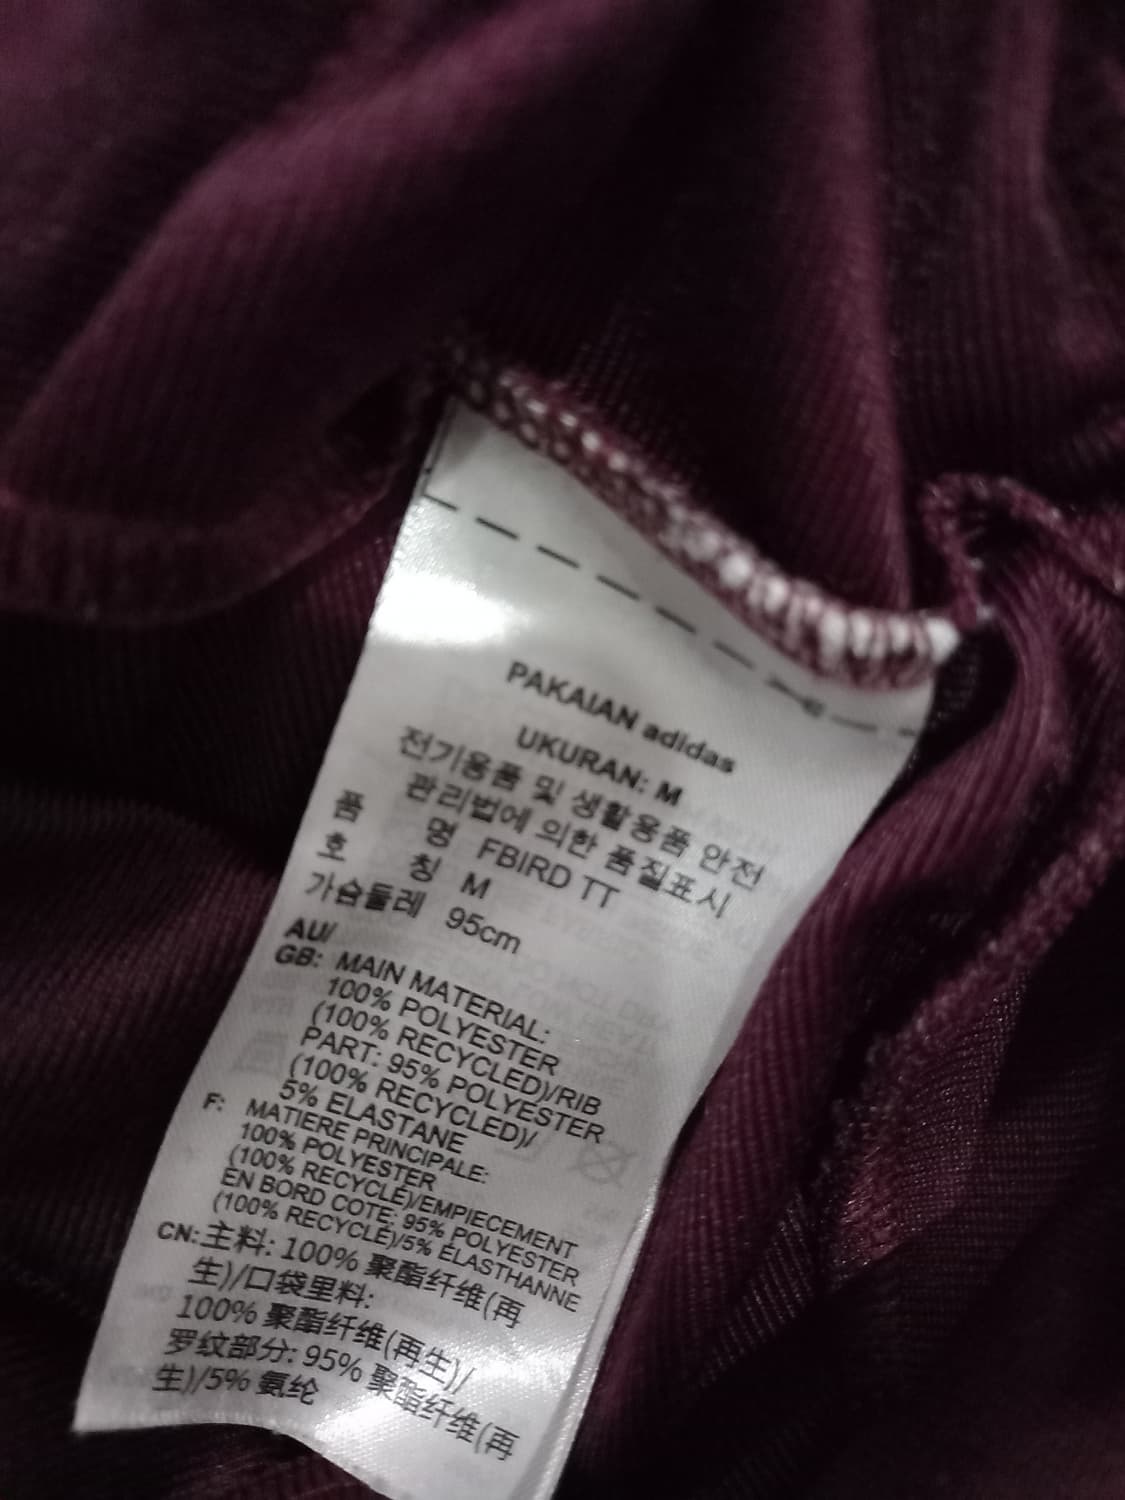 PAKAIAN adidas
UKURAN: M
전기용품 및 생활용품 안전
관리법에 의한 품질표시
품 명 FBIRD TT
호 칭 M
가슴둘레 95cm
AU/
GB: MAIN MATERIAL:
100% POLYESTER
(100% RECYCLED)/RIB
PART: 95% POLYESTER
(100% RECYCLED)/
5% ELASTANE
F: MATIERE PRINCIPALE:
100% POLYESTER
(100% RECYCLÉ)/EMPIECEMENT
EN BORD COTE: 95% POLYESTER
(100% RECYCLÉ)/5% ÉLASTHANNE
CN: 主料: 100% 聚酯纤维(再
生)/口袋里料:
100% 聚酯纤维(再生)/
罗纹部分: 95% 聚酯纤维(再
生)/5% 氨纶